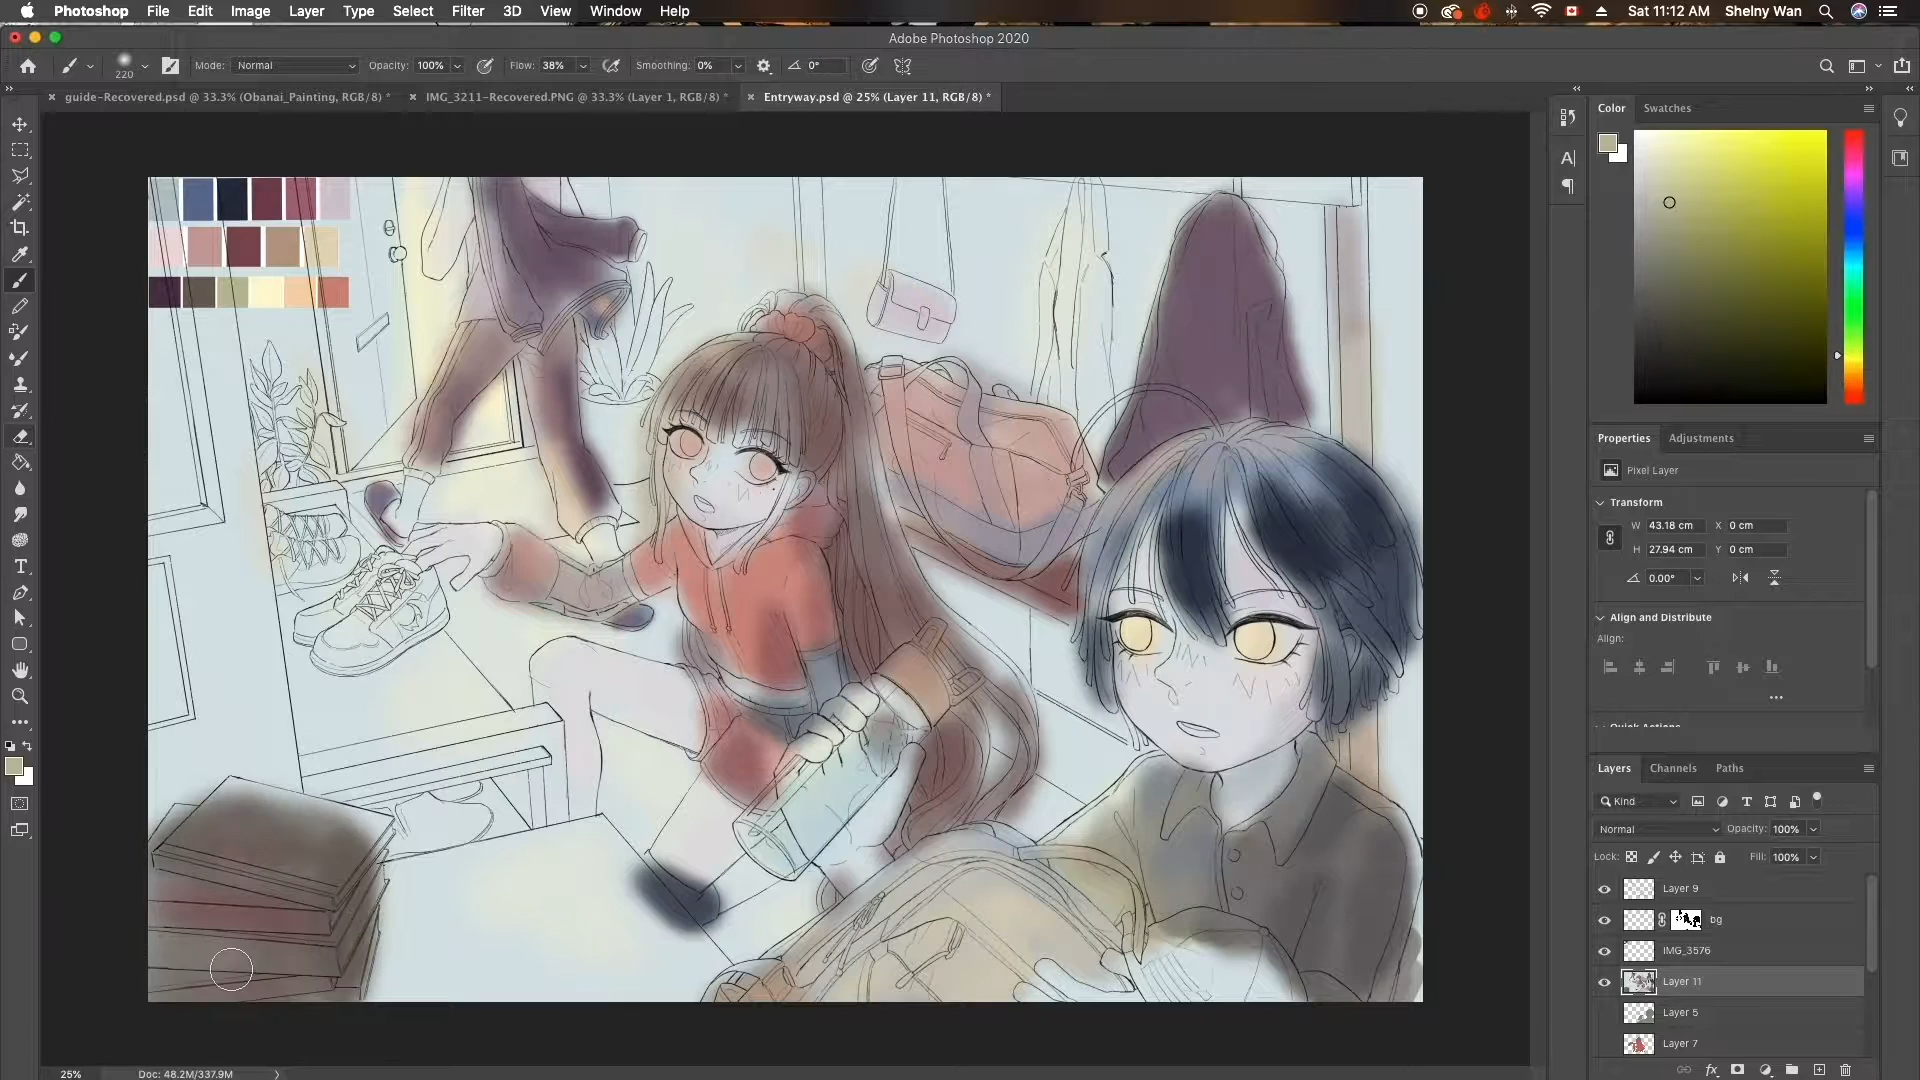 Photoshop File Edit Image Layer Type Select Filter 3D View Window Help Sat 11:12 AM Shelny Wan
Adobe Photoshop 2020
220 Mode: Normal Opacity: 100% Flow: 38% Smoothing: 0% 0°
guide-Recovered.psd @ 33.3% (Obanai_Painting, RGB/8) *
IMG_3211-Recovered.PNG @ 33.3% (Layer 1, RGB/8) *
Entryway.psd @ 25% (Layer 11, RGB/8) *
Color Swatches
Properties Adjustments
Pixel Layer
Transform
W 43.18 cm X 0 cm
H 27.94 cm Y 0 cm
0.00°
Align and Distribute
Align:
Quick Actions
Layers Channels Paths
Kind
Normal Opacity: 100%
Lock: Fill: 100%
Layer 9
bg
IMG_3576
Layer 11
Layer 5
Layer 7
25% Doc: 48.2M/337.9M